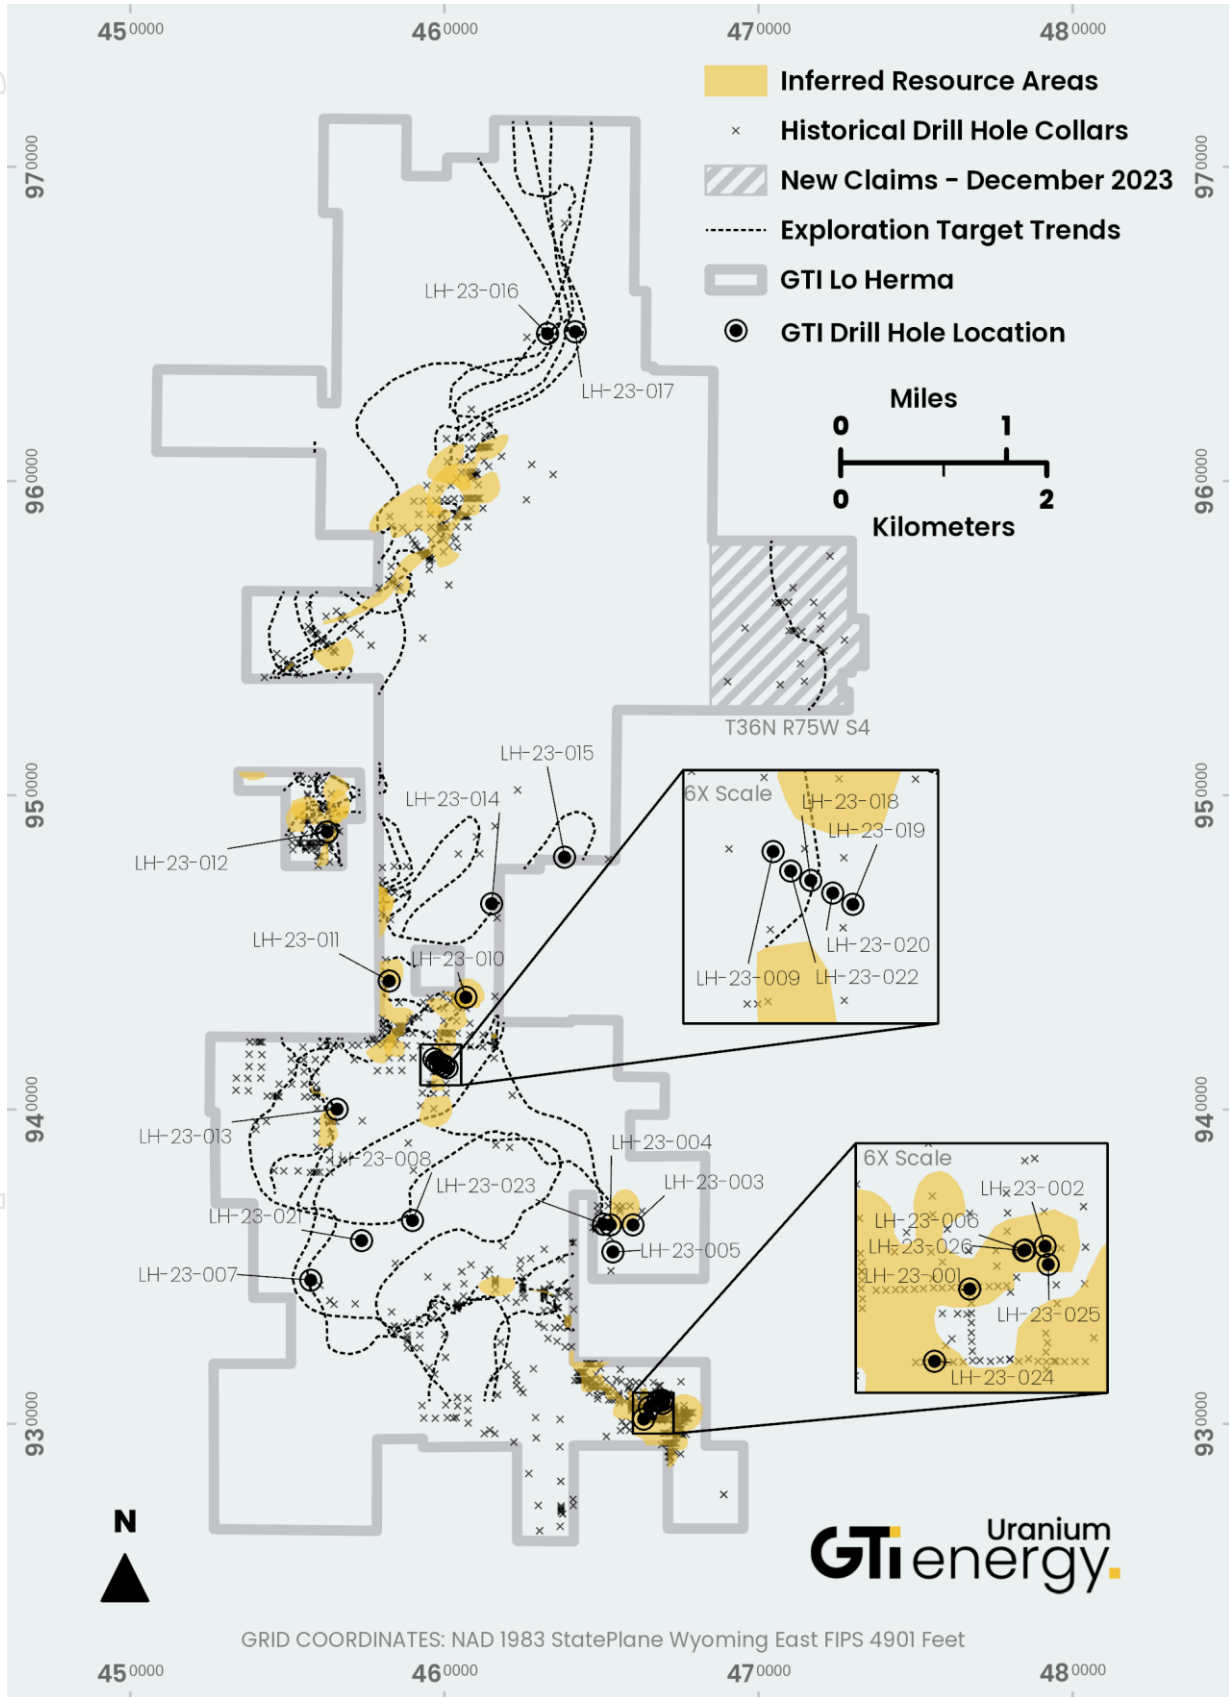 450000 460000 470000 480000
Inferred Resource Areas
Historical Drill Hole Collars
New Claims - December 2023
Exploration Target Trends
GTI Lo Herma
GTI Drill Hole Location
970000
970000
LH-23-016
LH-23-017
Miles
0 1
0 2
Kilometers
960000
960000
T36N R75W S4
LH-23-015
LH-23-014
950000
950000
6X Scale
LH-23-018
LH-23-019
LH-23-012
LH-23-011
LH-23-010
LH-23-020
LH-23-009
LH-23-022
940000
940000
LH-23-013
LH-23-004
LH-23-008
LH-23-023
LH-23-003
6X Scale
LH-23-002
LH-23-021
LH-23-006
LH-23-005
LH-23-026
LH-23-007
LH-23-001
LH-23-025
LH-23-024
930000
930000
N
GTi Uranium
energy.
GRID COORDINATES: NAD 1983 StatePlane Wyoming East FIPS 4901 Feet
450000 460000 470000 480000